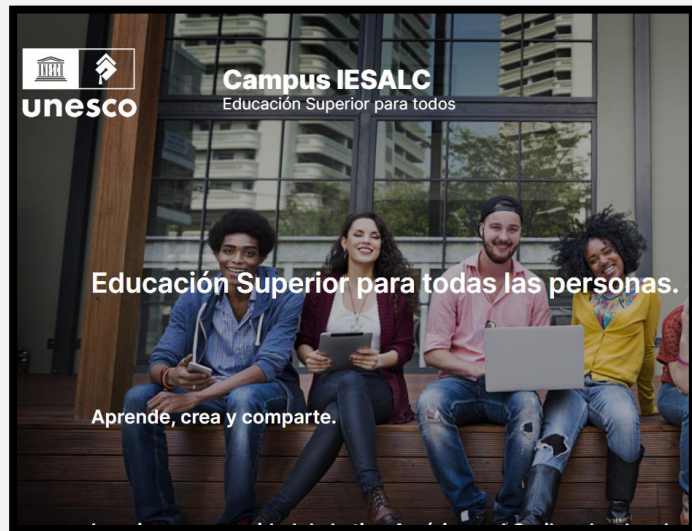 unesco
Campus IESALC
Educación Superior para todos
Educación Superior para todas las personas.
Aprende, crea y comparte.